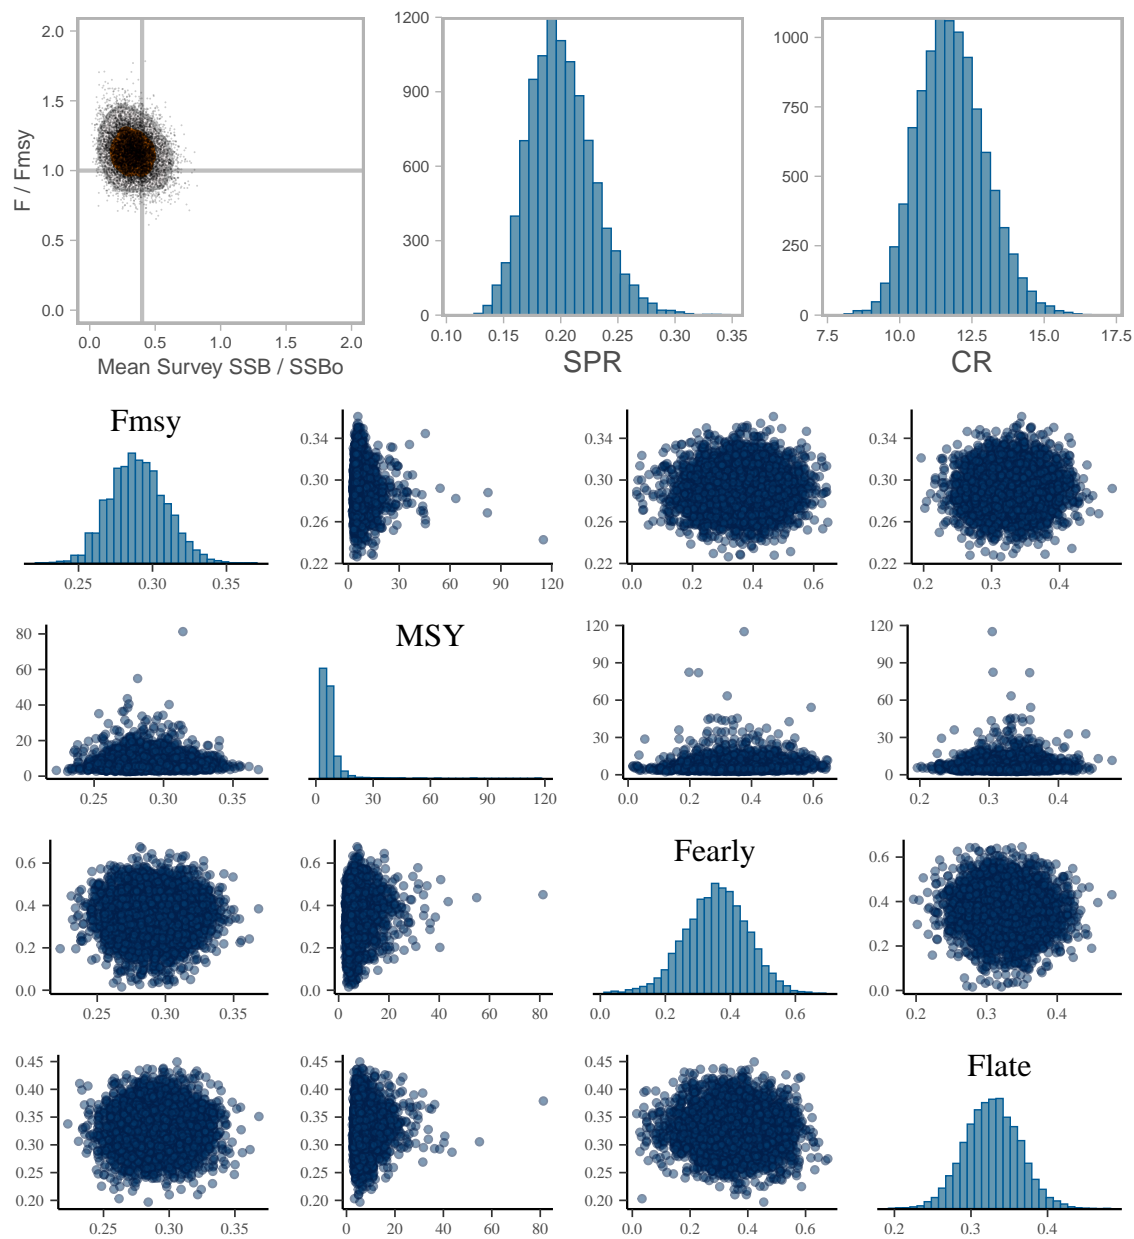 2.0
1.5
1.0
0.5
0.0
F / Fmsy
0.0 0.5 1.0 1.5 2.0
Mean Survey SSB / SSBo
1200
900
600
300
0
0.10 0.15 0.20 0.25 0.30 0.35
SPR
1000
750
500
250
0
7.5 10.0 12.5 15.0 17.5
CR
Fmsy
0.25 0.30 0.35
0.34
0.30
0.26
0.22
0 30 60 90 120
0.34
0.30
0.26
0.22
0.0 0.2 0.4 0.6
0.34
0.30
0.26
0.22
0.2 0.3 0.4
80
60
40
20
0
0.25 0.30 0.35
MSY
0 30 60 90 120
120
90
60
30
0
0.0 0.2 0.4 0.6
120
90
60
30
0
0.2 0.3 0.4
0.6
0.4
0.2
0.0
0.25 0.30 0.35
0.6
0.4
0.2
0.0
0 20 40 60 80
Fearly
0.0 0.2 0.4 0.6
0.6
0.4
0.2
0.0
0.2 0.3 0.4
0.45
0.40
0.35
0.30
0.25
0.20
0.25 0.30 0.35
0.45
0.40
0.35
0.30
0.25
0.20
0 20 40 60 80
0.45
0.40
0.35
0.30
0.25
0.20
0.0 0.2 0.4 0.6
Flate
0.2 0.3 0.4